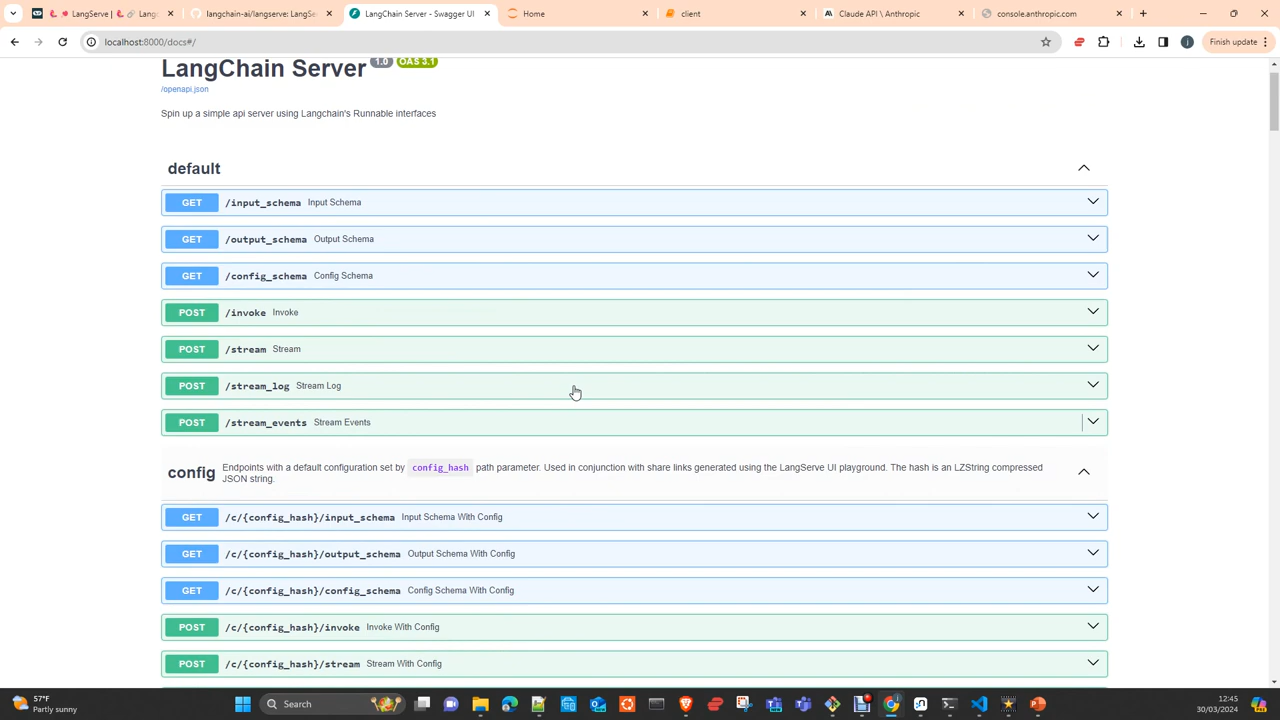 LangServe |
Langc
langchain-ai/langserve: LangSe
LangChain Server - Swagger UI
Home
client
Claude API \ Anthropic
console.anthropic.com
localhost:8000/docs#/
Finish update
LangChain Server 1.0 OAS 3.1
/openapi.json
Spin up a simple api server using Langchain's Runnable interfaces
default
GET /input_schema Input Schema
GET /output_schema Output Schema
GET /config_schema Config Schema
POST /invoke Invoke
POST /stream Stream
POST /stream_log Stream Log
POST /stream_events Stream Events
config Endpoints with a default configuration set by config_hash path parameter. Used in conjunction with share links generated using the LangServe UI playground. The hash is an LZString compressed
JSON string.
GET /c/{config_hash}/input_schema Input Schema With Config
GET /c/{config_hash}/output_schema Output Schema With Config
GET /c/{config_hash}/config_schema Config Schema With Config
POST /c/{config_hash}/invoke Invoke With Config
POST /c/{config_hash}/stream Stream With Config
57°F
Partly sunny
Search
12:45
30/03/2024